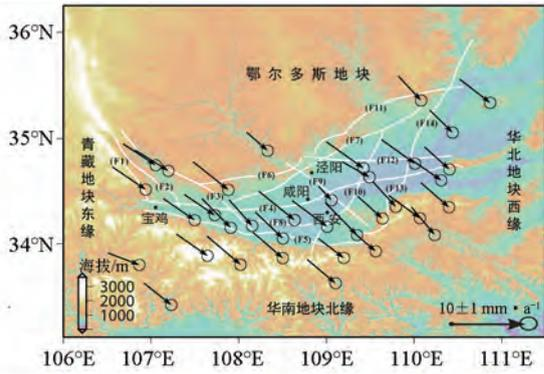 36°N
35°N
34°N
鄂尔多斯地块
青藏地块东缘
华北地块西缘
华南地块北缘
(F11)
(F14)
(F7)
(F12)
(F1)
(F2)
(F3)
(F6)
(F9)
(F10)
(F13)
(F4)
(F8)
(F5)
泾阳
咸阳
西安
宝鸡
海拔/m
3000
2000
1000
10±1 mm·a⁻¹
106°E
107°E
108°E
109°E
110°E
111°E